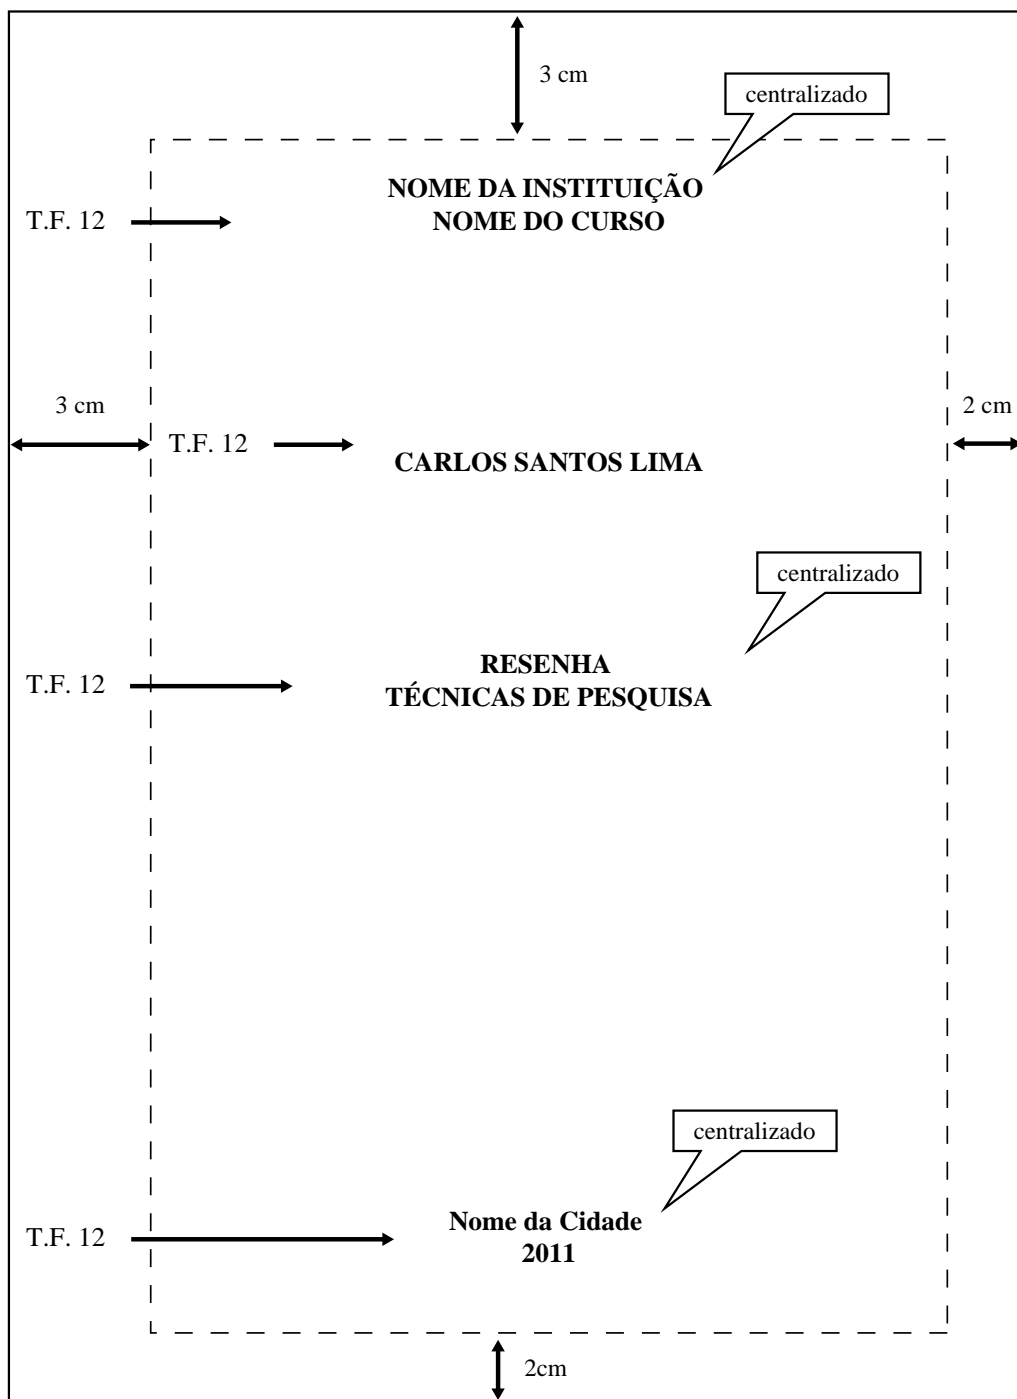 3 cm
centralizado
NOME DA INSTITUIÇÃO
T.F. 12
NOME DO CURSO
3 cm
2 cm
T.F. 12
CARLOS SANTOS LIMA
centralizado
RESENHA
T.F. 12
TÉCNICAS DE PESQUISA
centralizado
Nome da Cidade
T.F. 12
2011
2cm